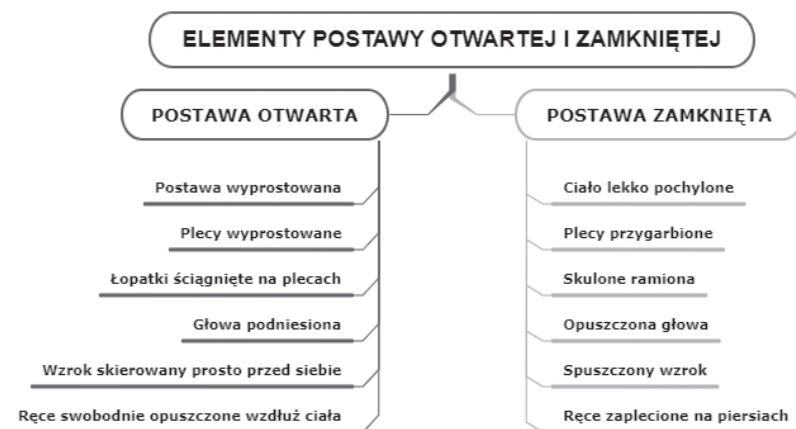 ELEMENTY POSTAWY OTWARTEJ I ZAMKNIĘTEJ
POSTAWA OTWARTA
Postawa wyprostowana
Plecy wyprostowane
Łopatki ściągnięte na plecach
Głowa podniesiona
Wzrok skierowany prosto przed siebie
Ręce swobodnie opuszczone wzdłuż ciała
POSTAWA ZAMKNIĘTA
Ciało lekko pochylone
Plecy przygarbione
Skulone ramiona
Opuszczona głowa
Spuszczony wzrok
Ręce zaplecione na piersiach